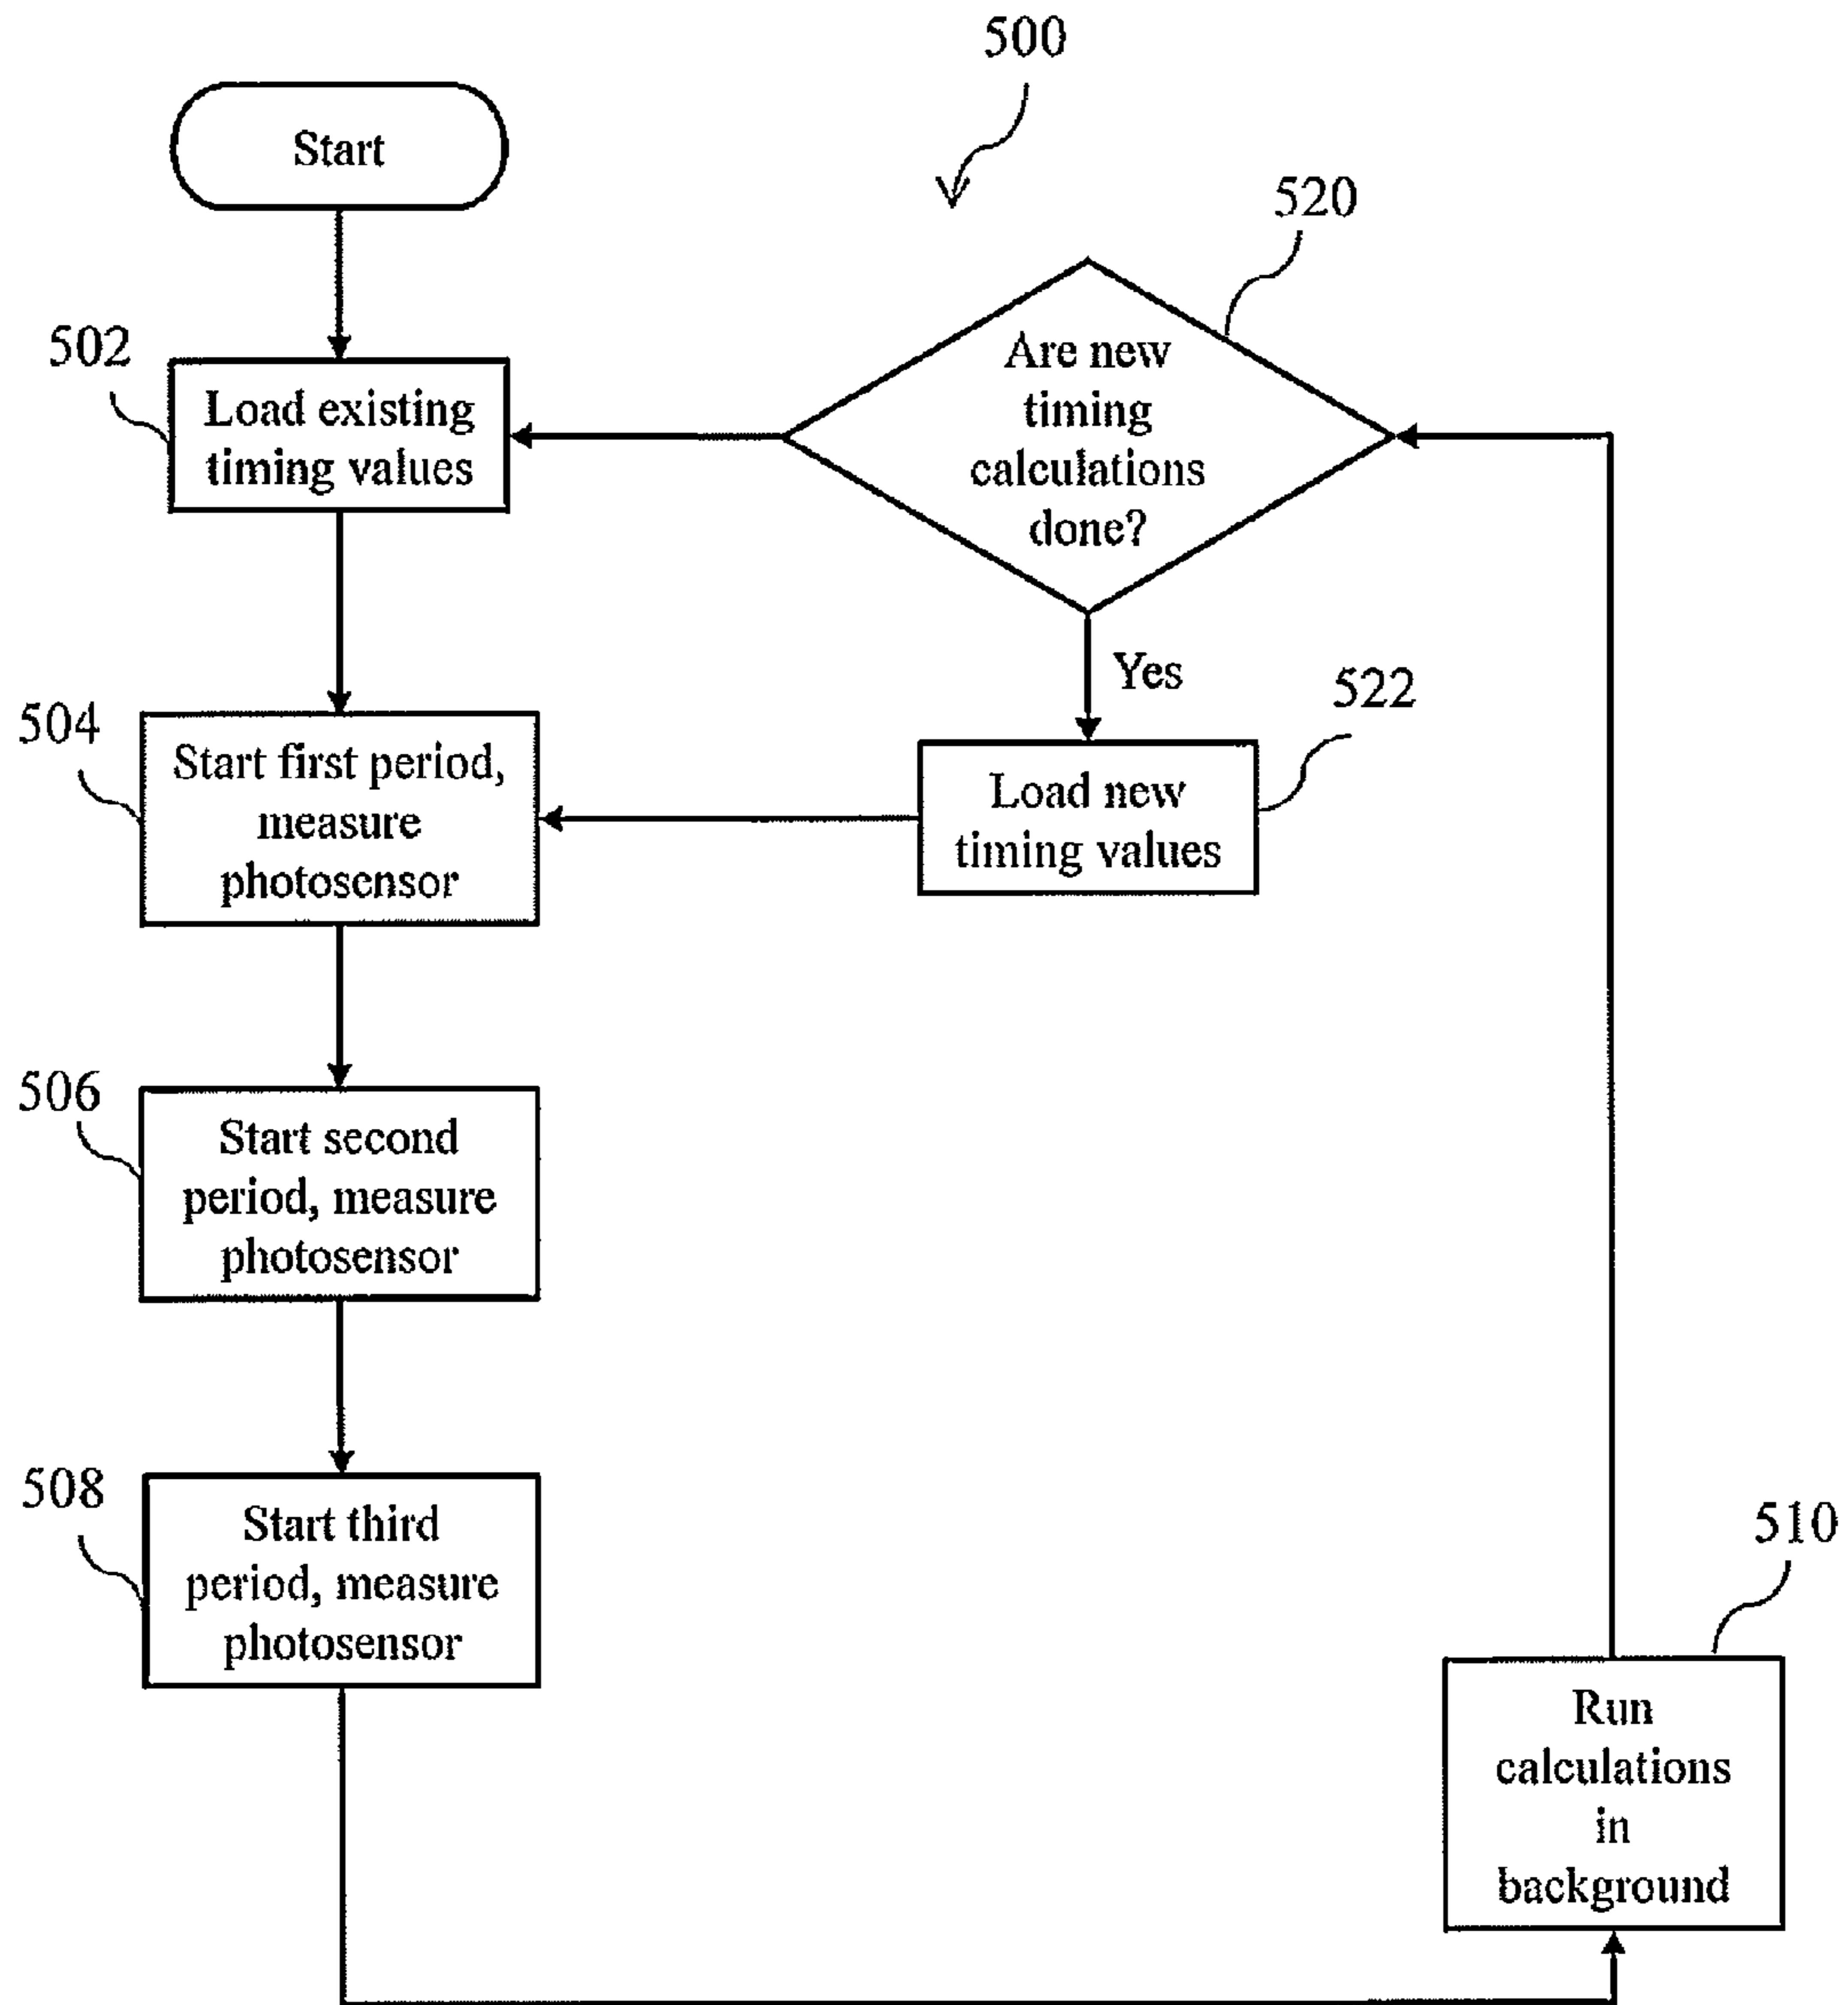 500
Start
520
502
Load existing
timing values
Are new
timing
calculations
done?
Yes
504
Start first period,
measure
photosensor
522
Load new
timing values
506
Start second
period, measure
photosensor
508
Start third
period, measure
photosensor
510
Run
calculations
in
background